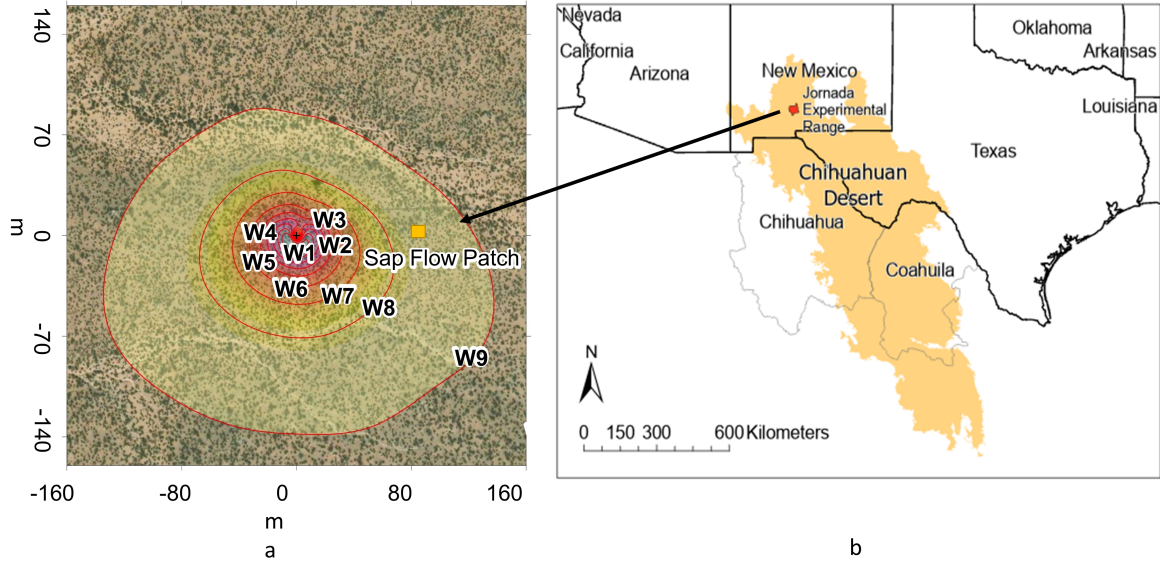 140
70
0
-70
-140
m
-160
-80
0
80
160
m
a
W3
W4
W2
W1
W5
Sap Flow Patch
W6
W7
W8
W9
Nevada
California
Arizona
New Mexico
Jornada
Experimental
Range
Oklahoma
Arkansas
Louisiana
Texas
Chihuahuan
Desert
Chihuahua
Coahuila
N
0 150 300 600 Kilometers
b